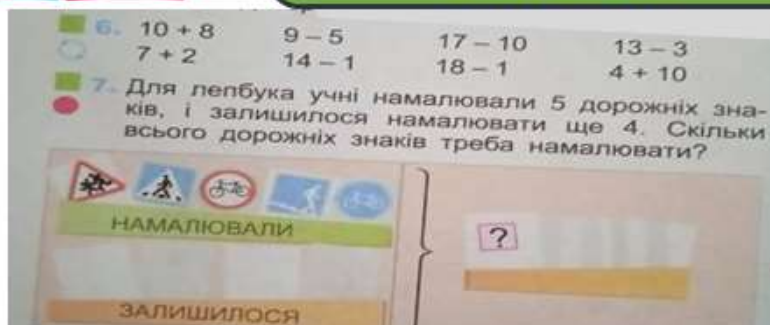 6. 10 + 8 9 – 5 17 – 10 13 – 3
7 + 2 14 – 1 18 – 1 4 + 10
7. Для лепбука учні намалювали 5 дорожніх зна-
ків, і залишилося намалювати ще 4. Скільки
всього дорожніх знаків треба намалювати?
НАМАЛЮВАЛИ
?
ЗАЛИШИЛОСЯ